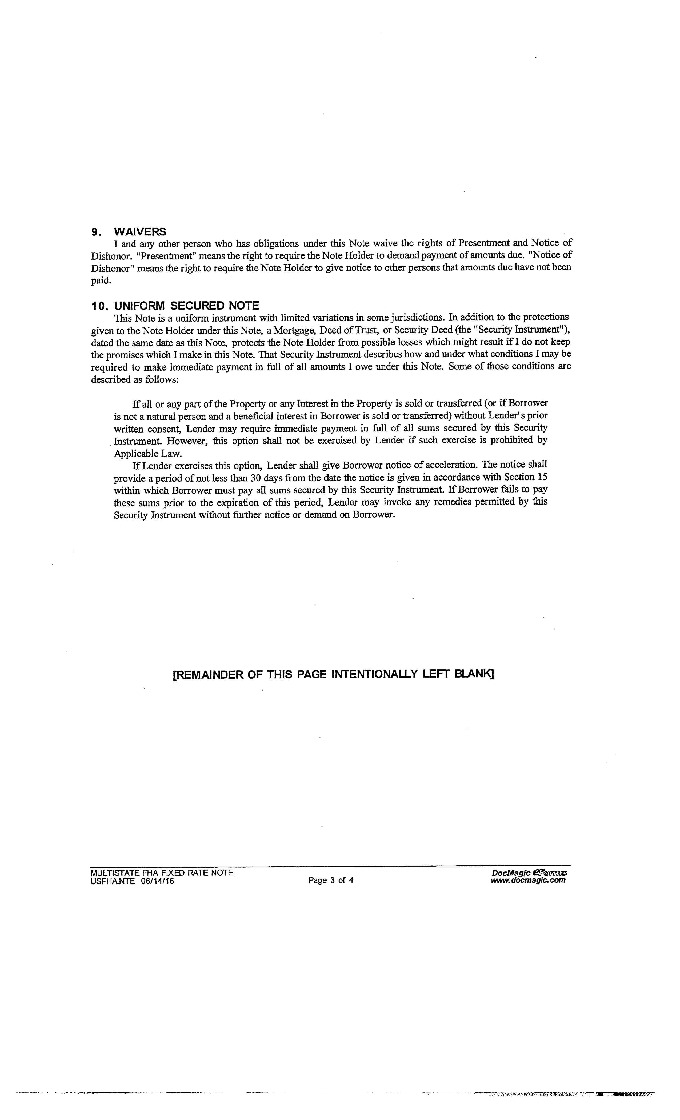 9. WAIVERS
I and any other person who has obligations under this Note waive the rights of Presentment and Notice of
Dishonor. "Presentment" means the right to require the Note Holder to demand payment of amounts due. "Notice of
Dishonor" means the right to require the Note Holder to give notice to other persons that amounts due have not been
paid.
10. UNIFORM SECURED NOTE
This Note is a uniform instrument with limited variations in some jurisdictions. In addition to the protections
given to the Note Holder under this Note, a Mortgage, Deed of Trust, or Security Deed (the "Security Instrument"),
dated the same date as this Note, protects the Note Holder from possible losses which might result if I do not keep
the promises which I make in this Note. That Security Instrument describes how and under what conditions I may be
required to make immediate payment in full of all amounts I owe under this Note. Some of those conditions are
described as follows:
If all or any part of the Property or any Interest in the Property is sold or transferred (or if Borrower
is not a natural person and a beneficial interest in Borrower is sold or transferred) without Lender's prior
written consent, Lender may require immediate payment in full of all sums secured by this Security
Instrument. However, this option shall not be exercised by Lender if such exercise is prohibited by
Applicable Law.
If Lender exercises this option, Lender shall give Borrower notice of acceleration. The notice shall
provide a period of not less than 30 days from the date the notice is given in accordance with Section 15
within which Borrower must pay all sums secured by this Security Instrument. If Borrower fails to pay
these sums prior to the expiration of this period, Lender may invoke any remedies permitted by this
Security Instrument without further notice or demand on Borrower.
[REMAINDER OF THIS PAGE INTENTIONALLY LEFT BLANK]
MULTISTATE FHA FIXED RATE NOTE
USFHA.NTE 06/14/16
Page 3 of 4
DocMagic
www.docmagic.com